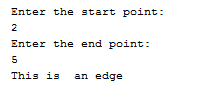 Enter the start point:
2
Enter the end point:
5
This is  an edge